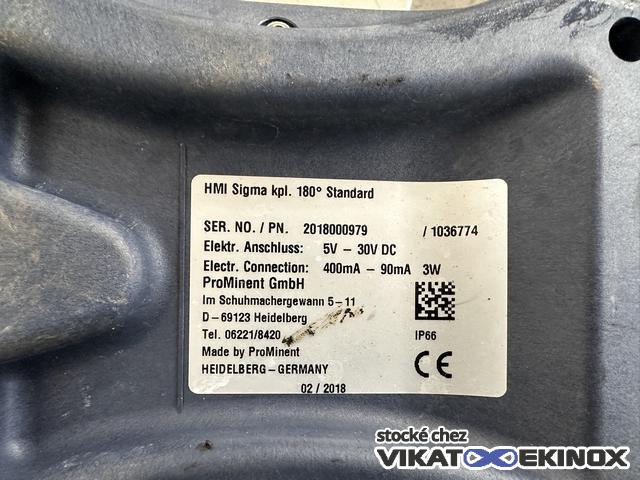 HMI Sigma kpl. 180° Standard
SER. NO. / PN. 2018000979 / 1036774
Elektr. Anschluss: 5V – 30V DC
Electr. Connection: 400mA – 90mA 3W
ProMinent GmbH
Im Schuhmachergewann 5–11
D–69123 Heidelberg
Tel. 06221/8420
IP66
Made by ProMinent
HEIDELBERG–GERMANY
CE
02 / 2018
stocké chez
VIKAT EKINOX